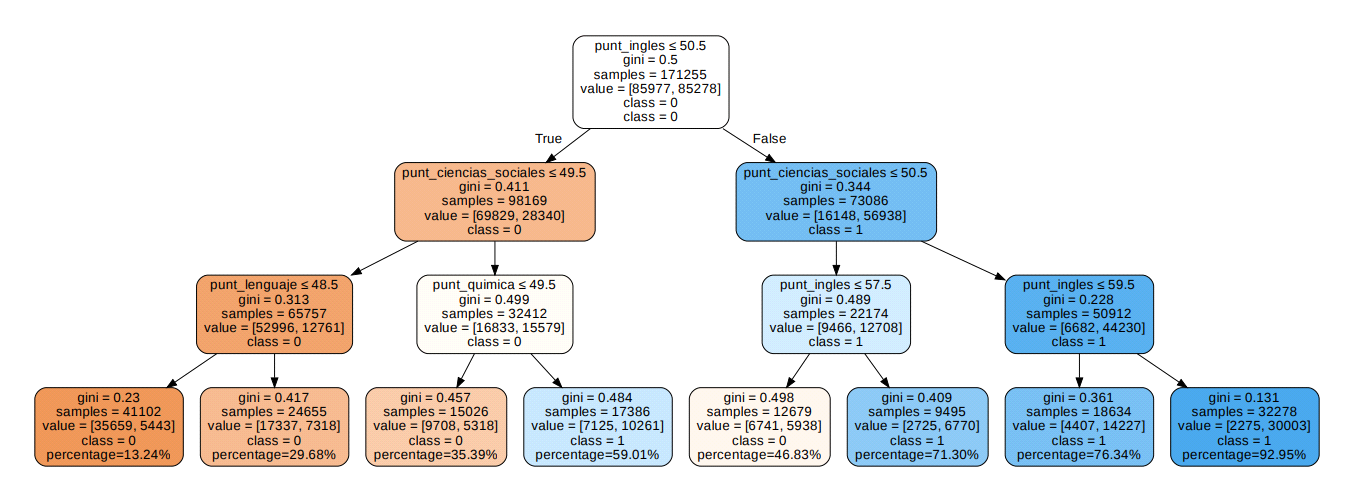 punt_ingles ≤ 50.5
gini = 0.5
samples = 171255
value = [85977, 85278]
class = 0
class = 0
True
False
punt_ciencias_sociales ≤ 49.5
gini = 0.411
samples = 98169
value = [69829, 28340]
class = 0
punt_ciencias_sociales ≤ 50.5
gini = 0.344
samples = 73086
value = [16148, 56938]
class = 1
punt_lenguaje ≤ 48.5
gini = 0.313
samples = 65757
value = [52996, 12761]
class = 0
punt_quimica ≤ 49.5
gini = 0.499
samples = 32412
value = [16833, 15579]
class = 0
punt_ingles ≤ 57.5
gini = 0.489
samples = 22174
value = [9466, 12708]
class = 1
punt_ingles ≤ 59.5
gini = 0.228
samples = 50912
value = [6682, 44230]
class = 1
gini = 0.23
samples = 41102
value = [35659, 5443]
class = 0
percentage=13.24%
gini = 0.417
samples = 24655
value = [17337, 7318]
class = 0
percentage=29.68%
gini = 0.457
samples = 15026
value = [9708, 5318]
class = 0
percentage=35.39%
gini = 0.484
samples = 17386
value = [7125, 10261]
class = 1
percentage=59.01%
gini = 0.498
samples = 12679
value = [6741, 5938]
class = 0
percentage=46.83%
gini = 0.409
samples = 9495
value = [2725, 6770]
class = 1
percentage=71.30%
gini = 0.361
samples = 18634
value = [4407, 14227]
class = 1
percentage=76.34%
gini = 0.131
samples = 32278
value = [2275, 30003]
class = 1
percentage=92.95%